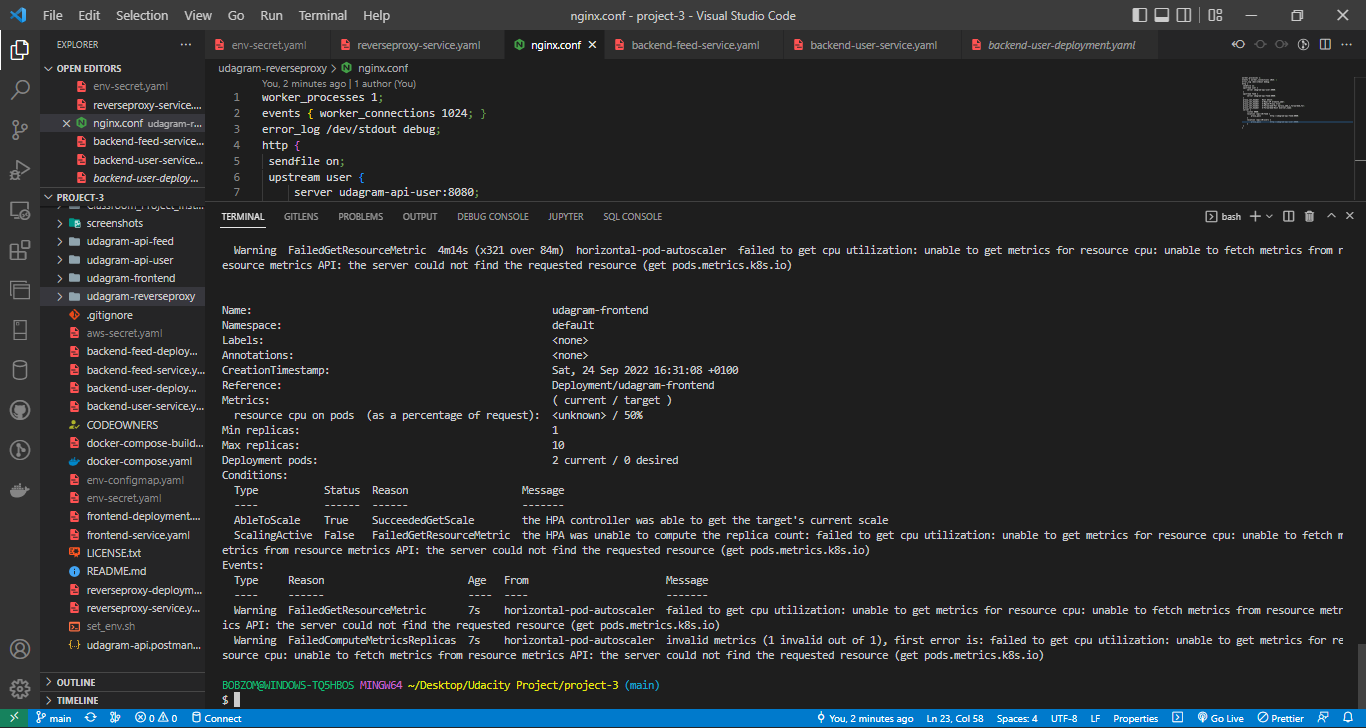 File Edit Selection View Go Run Terminal Help nginx.conf - project-3 - Visual Studio Code
EXPLORER
OPEN EDITORS
env-secret.yaml
reverseproxy-service....
nginx.conf udagram-r...
backend-feed-service...
backend-user-service...
backend-user-deploy...
PROJECT-3
screenshots
udagram-api-feed
udagram-api-user
udagram-frontend
udagram-reverseproxy
.gitignore
aws-secret.yaml
backend-feed-deploy...
backend-feed-service.y...
backend-user-deploy...
backend-user-service.y...
CODEOWNERS
docker-compose-build...
docker-compose.yaml
env-configmap.yaml
env-secret.yaml
frontend-deployment....
frontend-service.yaml
LICENSE.txt
README.md
reverseproxy-deploym...
reverseproxy-service.y...
set_env.sh
udagram-api.postman...
OUTLINE
TIMELINE
env-secret.yaml reverseproxy-service.yaml nginx.conf backend-feed-service.yaml backend-user-service.yaml backend-user-deployment.yaml
udagram-reverseproxy > nginx.conf
You, 2 minutes ago | 1 author (You)
1 worker_processes 1;
2 events { worker_connections 1024; }
3 error_log /dev/stdout debug;
4 http {
5 sendfile on;
6 upstream user {
7 server udagram-api-user:8080;
TERMINAL GITLENS PROBLEMS OUTPUT DEBUG CONSOLE JUPYTER SQL CONSOLE bash
Warning FailedGetResourceMetric 4m14s (x321 over 84m) horizontal-pod-autoscaler failed to get cpu utilization: unable to get metrics for resource cpu: unable to fetch metrics from r
esource metrics API: the server could not find the requested resource (get pods.metrics.k8s.io)
Name: udagram-frontend
Namespace: default
Labels: <none>
Annotations: <none>
CreationTimestamp: Sat, 24 Sep 2022 16:31:08 +0100
Reference: Deployment/udagram-frontend
Metrics: ( current / target )
resource cpu on pods (as a percentage of request): <unknown> / 50%
Min replicas: 1
Max replicas: 10
Deployment pods: 2 current / 0 desired
Conditions:
Type Status Reason Message
---- ------ ------ -------
AbleToScale True SucceededGetScale the HPA controller was able to get the target's current scale
ScalingActive False FailedGetResourceMetric the HPA was unable to compute the replica count: failed to get cpu utilization: unable to get metrics for resource cpu: unable to fetch m
etrics from resource metrics API: the server could not find the requested resource (get pods.metrics.k8s.io)
Events:
Type Reason Age From Message
---- ------ ---- ---- -------
Warning FailedGetResourceMetric 7s horizontal-pod-autoscaler failed to get cpu utilization: unable to get metrics for resource cpu: unable to fetch metrics from resource metr
ics API: the server could not find the requested resource (get pods.metrics.k8s.io)
Warning FailedComputeMetricsReplicas 7s horizontal-pod-autoscaler invalid metrics (1 invalid out of 1), first error is: failed to get cpu utilization: unable to get metrics for re
source cpu: unable to fetch metrics from resource metrics API: the server could not find the requested resource (get pods.metrics.k8s.io)
BOBZOM@WINDOWS-TQ5HBOS MINGW64 ~/Desktop/Udacity Project/project-3 (main)
$
main 0 0 Connect You, 2 minutes ago Ln 23, Col 58 Spaces: 4 UTF-8 LF Properties Go Live Prettier